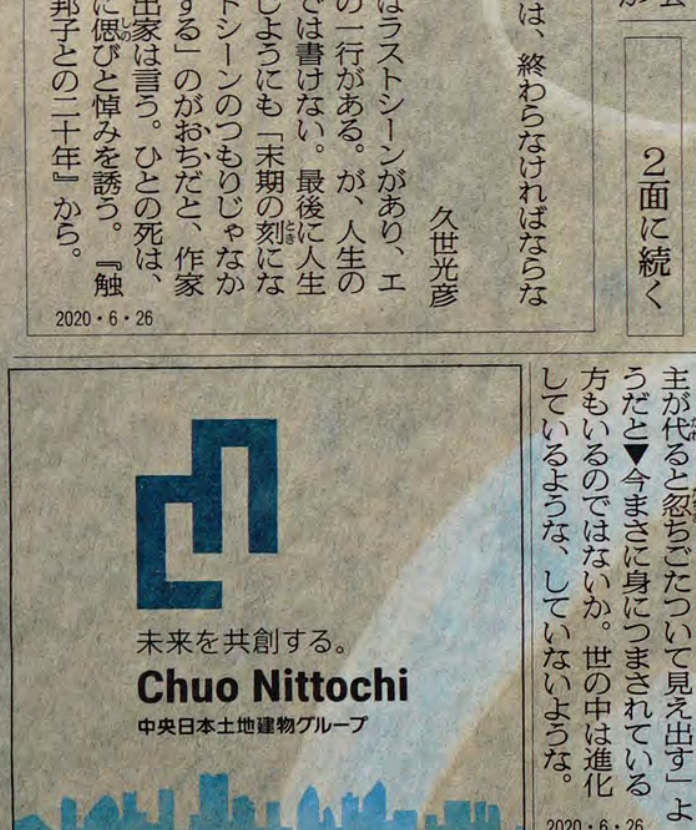 2面に続く
は、終わらなければならな
久世光彦
はラストシーンがあり、エ
の一行がある。が、人生の
では書けない。最後に人生
しようにも「末期の刻にな
トシーンのつもりじゃなか
する」のがおちだと、作家
出家は言う。ひとの死は、
に偲びと悼みを誘う。『触
邦子との二十年』から。
2020・6・26
主が代ると忽ちごたついて見え出す」よ
うだと▼今まさに身につまされている
方もいるのではないか。世の中は進化
しているような、していないような。
2020・6・26
未来を共創する。
Chuo Nittochi
中央日本土地建物グループ